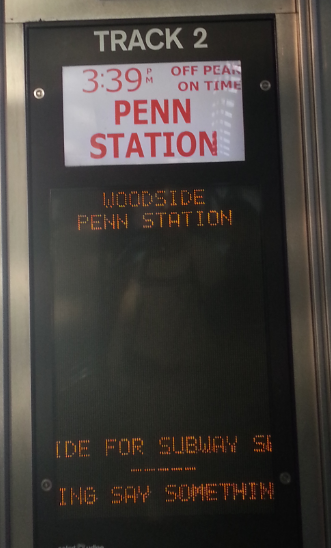 TRACK 2
3:39 PM OFF PEAK
ON TIME
PENN
STATION
WOODSIDE
PENN STATION
IDE FOR SUBWAY SE
ING SAY SOMETHIN